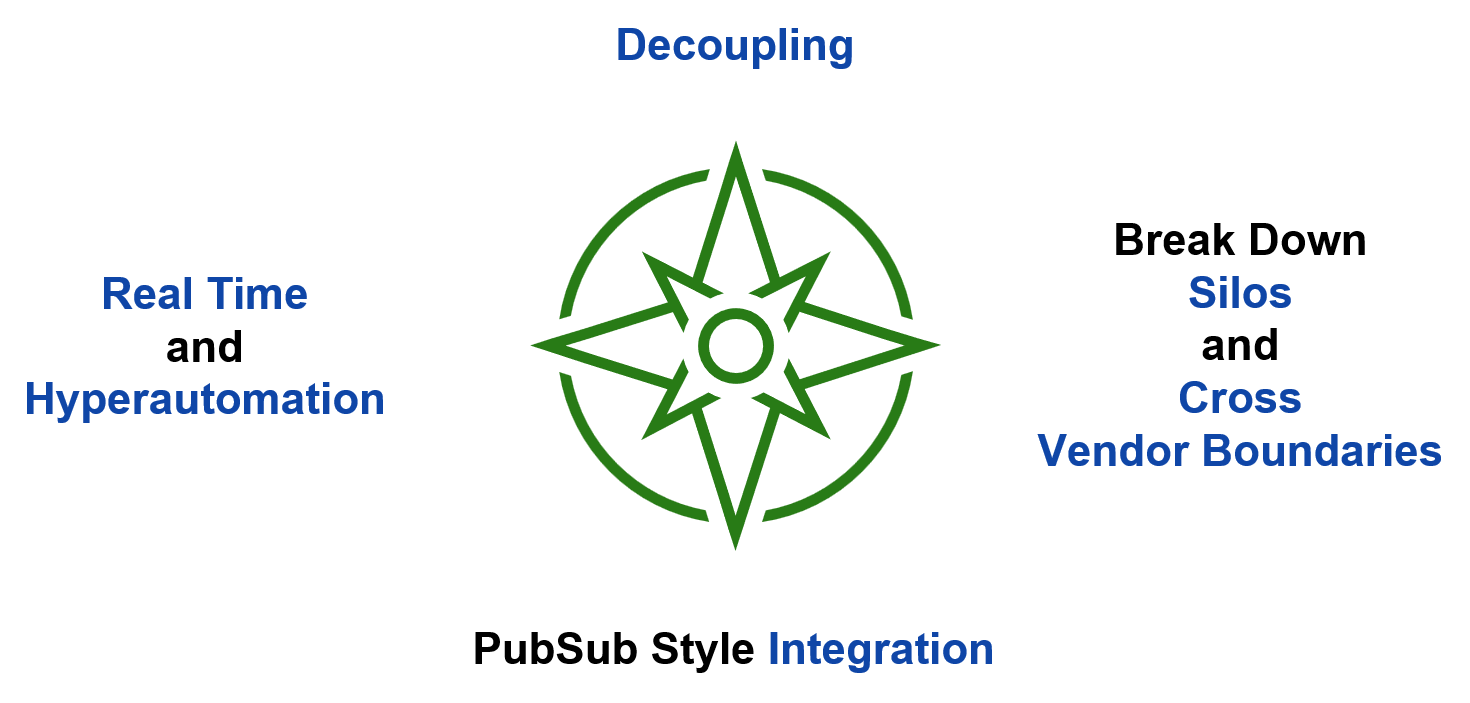 Decoupling
Real Time
and
Hyperautomation
Break Down
Silos
and
Cross
Vendor Boundaries
PubSub Style Integration